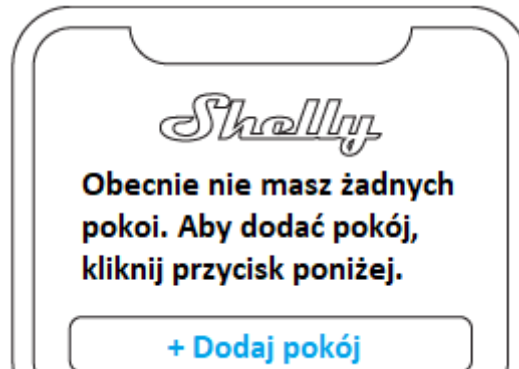 Shelly
Obecnie nie masz żadnych
pokoi. Aby dodać pokój,
kliknij przycisk poniżej.
+ Dodaj pokój